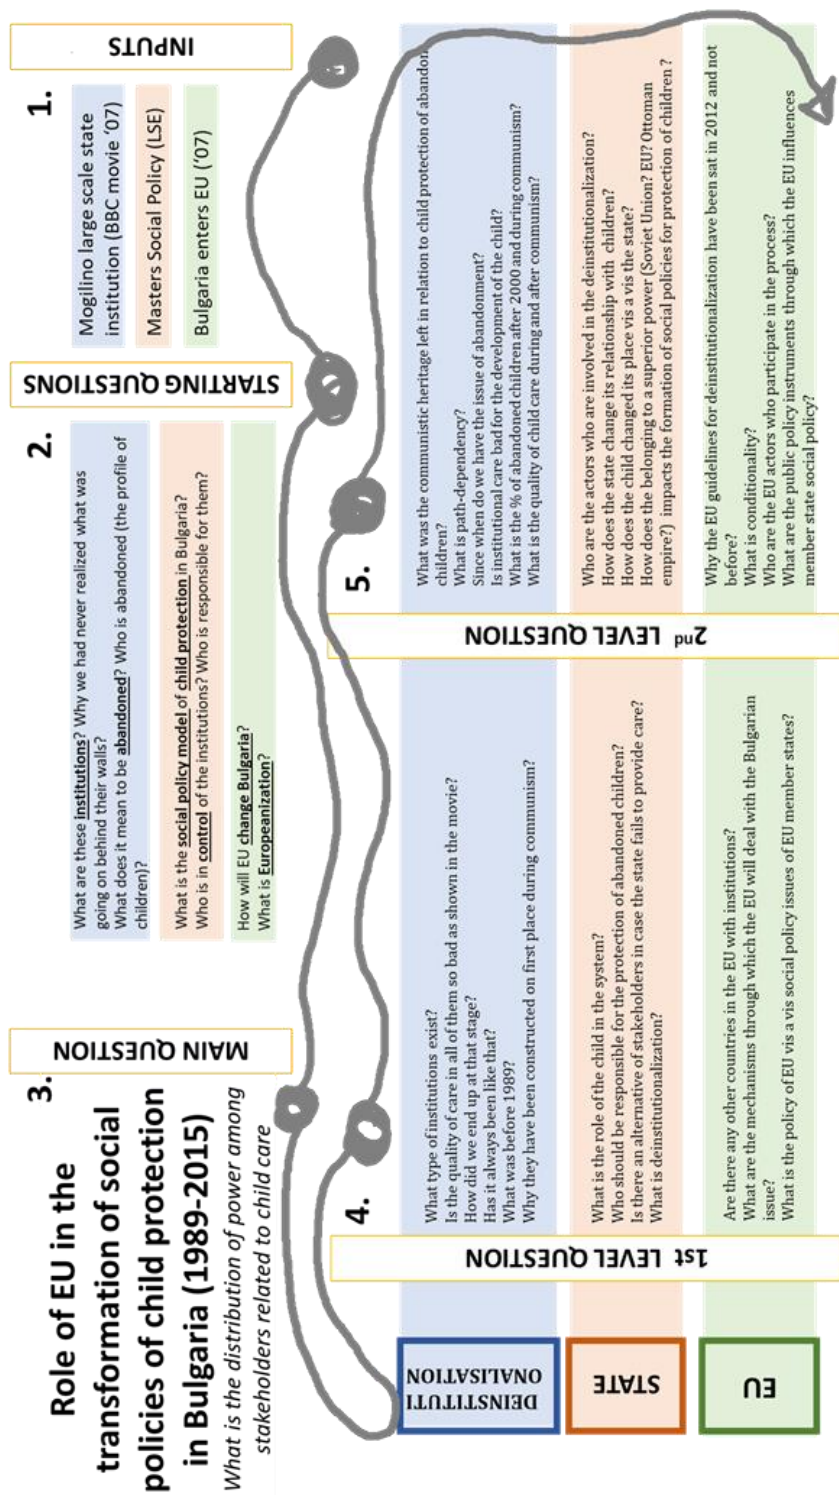 1.
INPUTS
Mogilino large scale state
institution (BBC movie '07)
Masters Social Policy (LSE)
Bulgaria enters EU ('07)
2.
STARTING QUESTIONS
What are these institutions? Why we had never realized what was
going on behind their walls?
What does it mean to be abandoned? Who is abandoned (the profile of
children)?
What is the social policy model of child protection in Bulgaria?
Who is in control of the institutions? Who is responsible for them?
How will EU change Bulgaria?
What is Europeanization?
3.
MAIN QUESTION
Role of EU in the
transformation of social
policies of child protection
in Bulgaria (1989-2015)
What is the distribution of power among
stakeholders related to child care
4.
1st LEVEL QUESTION
DEINSTITUTI
ONALISATION
What type of institutions exist?
Is the quality of care in all of them so bad as shown in the movie?
How did we end up at that stage?
Has it always been like that?
What was before 1989?
Why they have been constructed on first place during communism?
STATE
What is the role of the child in the system?
Who should be responsible for the protection of abandoned children?
Is there an alternative of stakeholders in case the state fails to provide care?
What is deinstitutionalization?
EU
Are there any other countries in the EU with institutions?
What are the mechanisms through which the EU will deal with the Bulgarian
issue?
What is the policy of EU vis a vis social policy issues of EU member states?
5.
2nd LEVEL QUESTION
What was the communistic heritage left in relation to child protection of abandon
children?
What is path-dependency?
Since when do we have the issue of abandonment?
Is institutional care bad for the development of the child?
What is the % of abandoned children after 2000 and during communism?
What is the quality of child care during and after communism?
Who are the actors who are involved in the deinstitutionalization?
How does the state change its relationship with children?
How does the child changed its place vis a vis the state?
How does the belonging to a superior power (Soviet Union? EU? Ottoman
empire?) impacts the formation of social policies for protection of children ?
Why the EU guidelines for deinstitutionalization have been sat in 2012 and not
before?
What is conditionality?
Who are the EU actors who participate in the process?
What are the public policy instruments through which the EU influences
member state social policy?